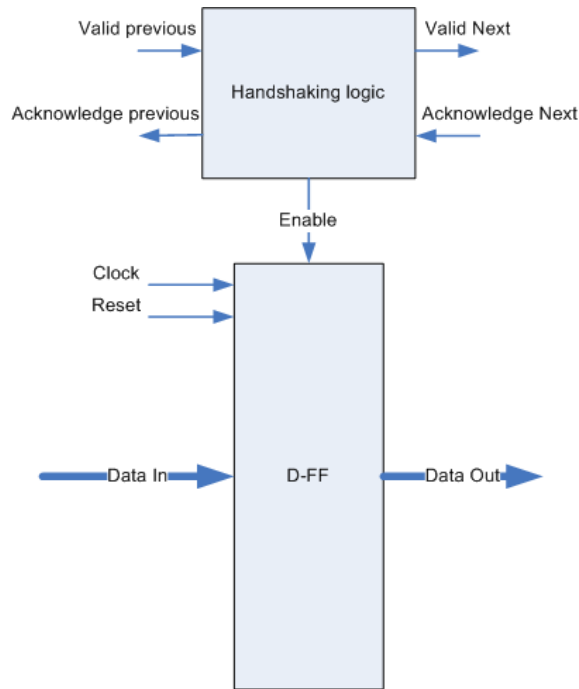 Valid previous
Valid Next
Handshaking logic
Acknowledge previous
Acknowledge Next
Enable
Clock
Reset
Data In
D-FF
Data Out